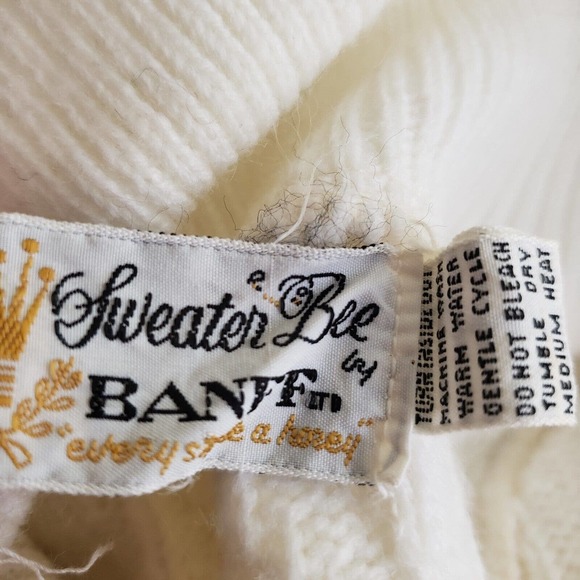 Sweater Bee
by
BANFF LTD
"every s a honey"
TURN INSIDE OUT
MACHINE WASH
WARM WATER
GENTLE CYCLE
DO NOT BLEACH
TUMBLE DRY
MEDIUM HEAT